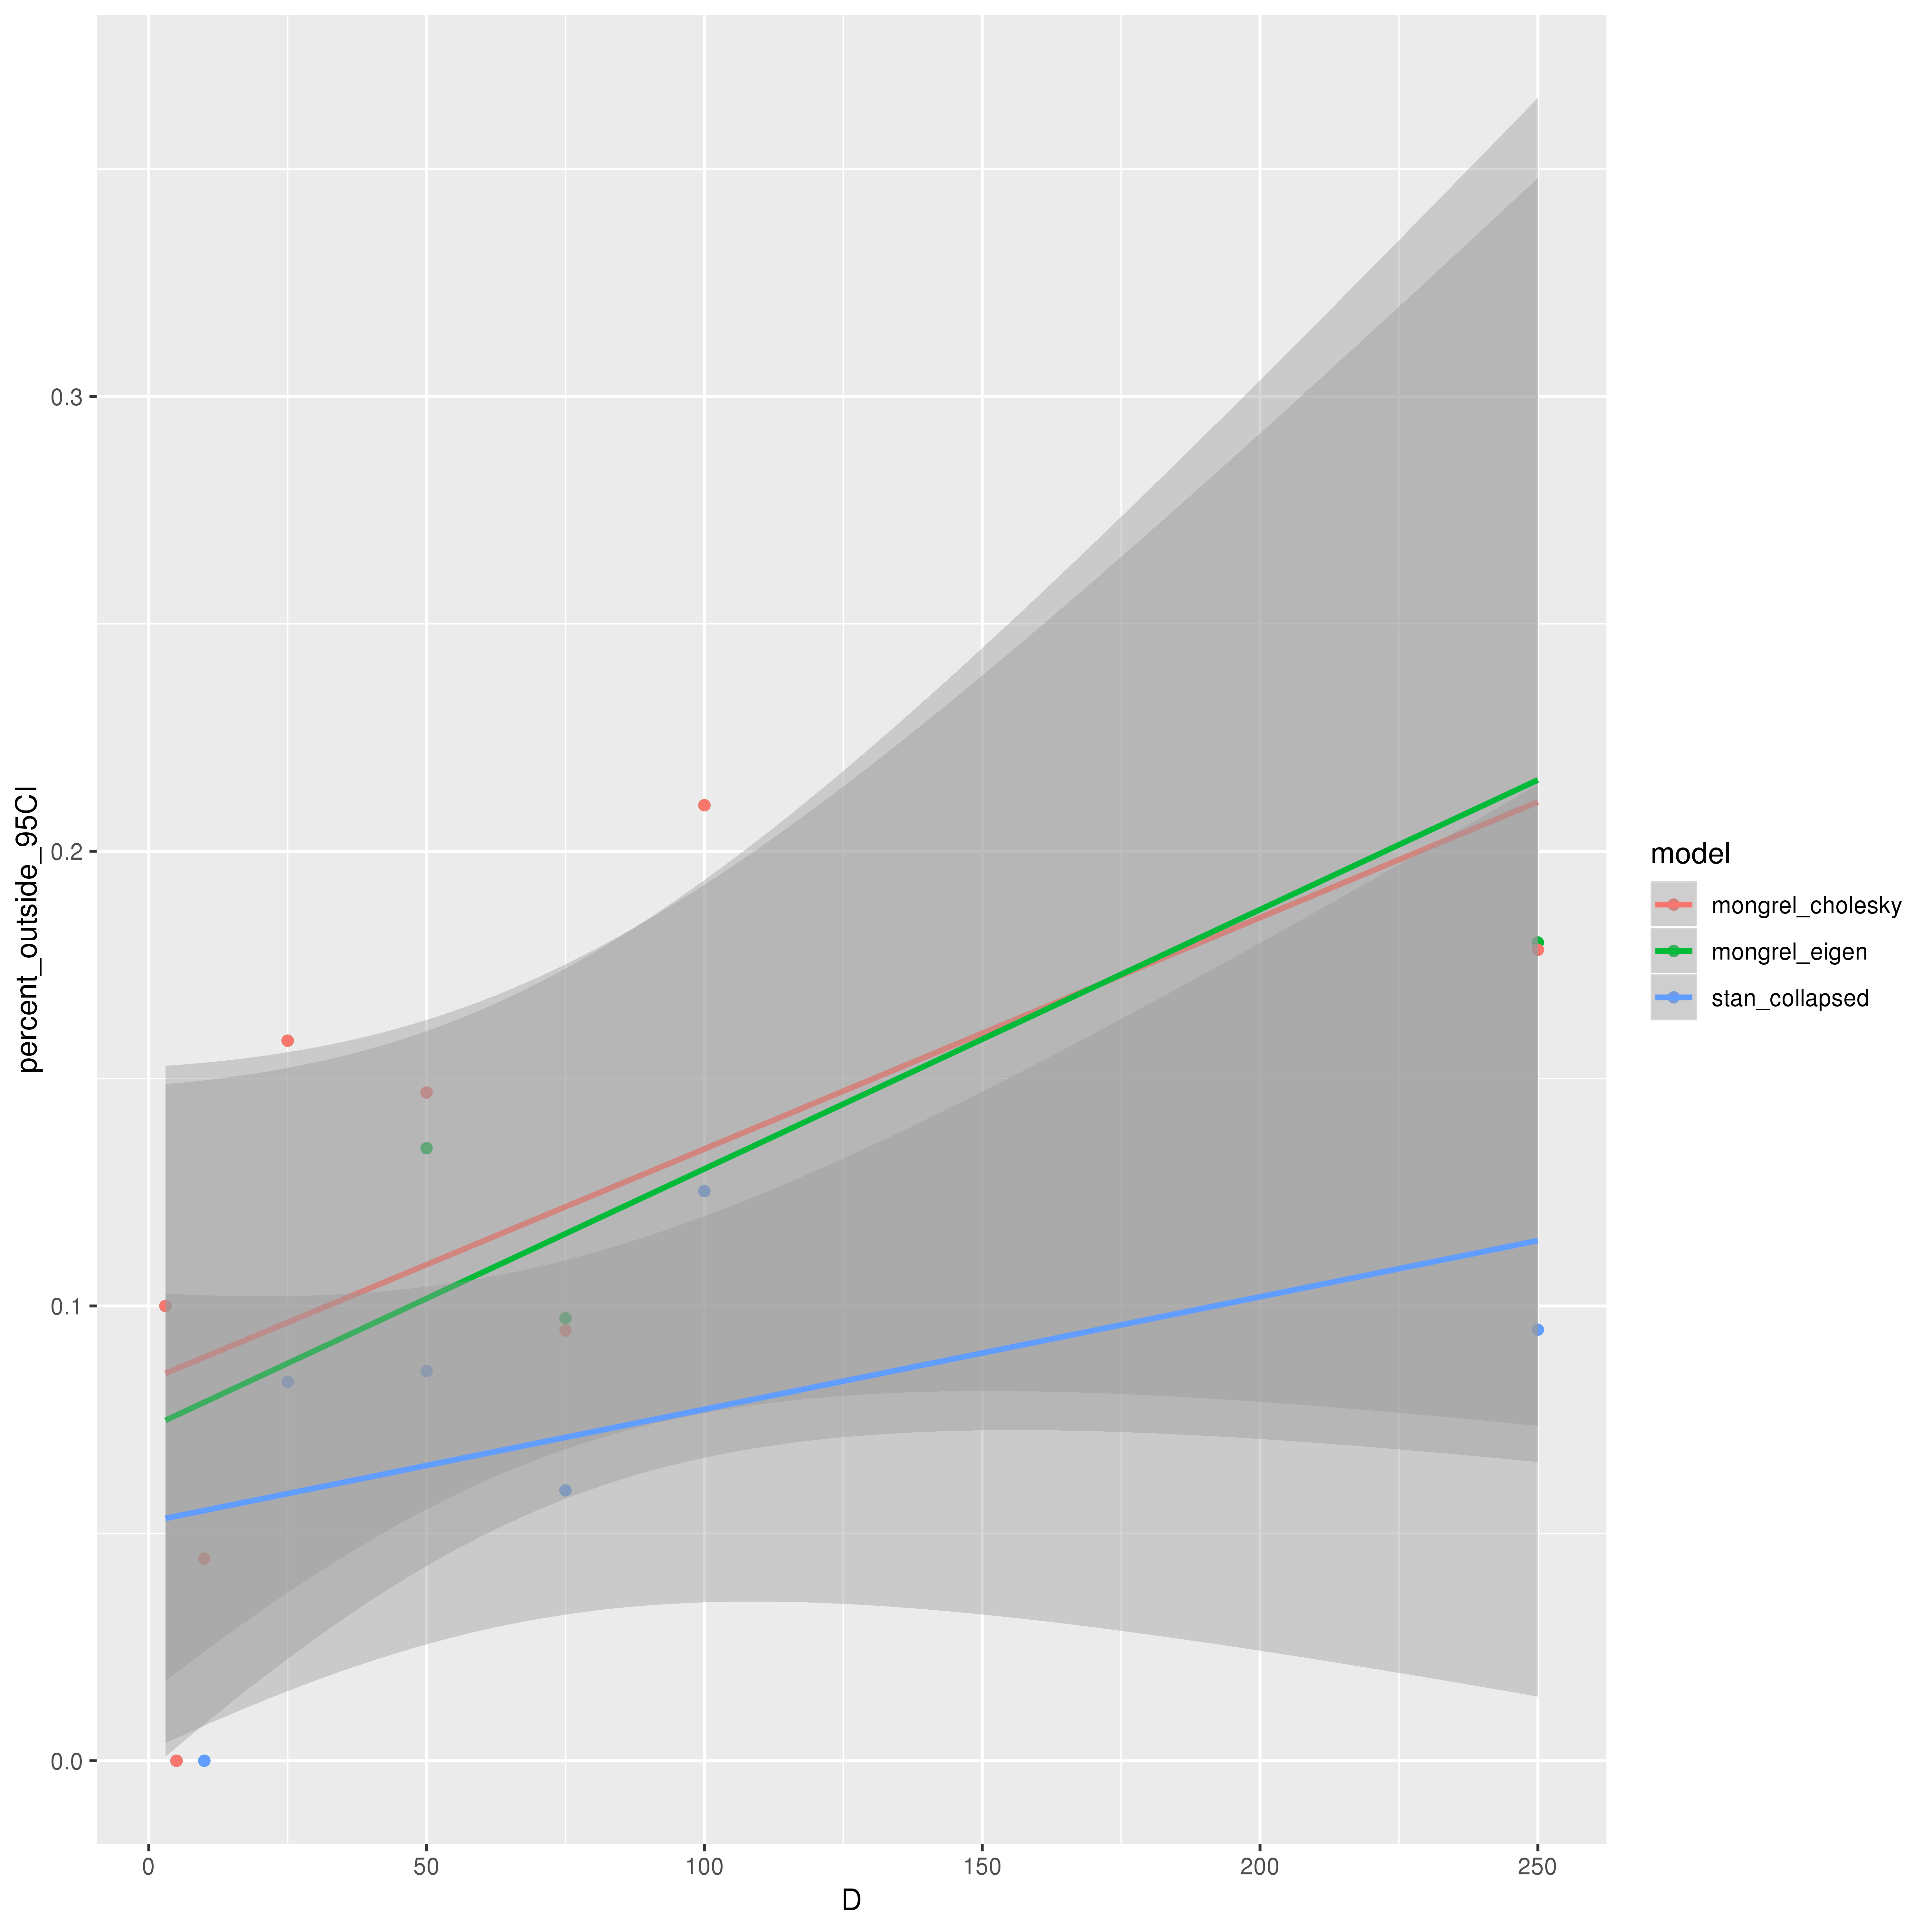 percent_outside_95CI
0.3
0.2
0.1
0.0
0 50 100 150 200 250
D
model
mongrel_cholesky
mongrel_eigen
stan_collapsed